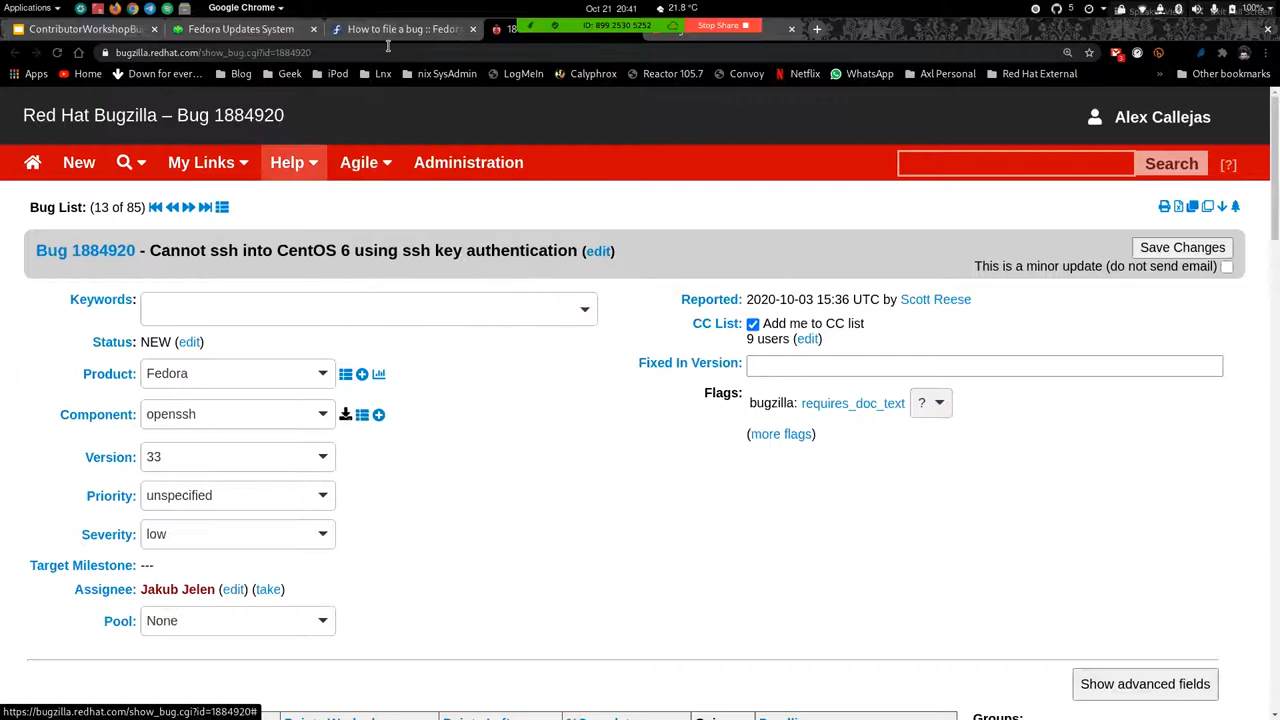 Applications Google Chrome Oct 21 20:41 21.8 °C 5 100%
ContributorWorkshopBu Fedora Updates System How to file a bug :: Fedora 18 ID: 899 2530 5252 Stop Share
bugzilla.redhat.com/show_bug.cgi?id=1884920
Apps Home Down for ever... Blog Geek iPod Lnx nixSysAdmin LogMeIn Calyphrox Reactor 105.7 Convoy Netflix WhatsApp Axl Personal Red Hat External » Other bookmarks
Red Hat Bugzilla – Bug 1884920 Alex Callejas
New My Links Help Agile Administration Search [?]
Bug List: (13 of 85)
Bug 1884920 - Cannot ssh into CentOS 6 using ssh key authentication (edit) Save Changes
This is a minor update (do not send email)
Keywords: Reported: 2020-10-03 15:36 UTC by Scott Reese
CC List: Add me to CC list
Status: NEW (edit) 9 users (edit)
Product: Fedora Fixed In Version:
Component: openssh Flags: bugzilla: requires_doc_text ?
(more flags)
Version: 33
Priority: unspecified
Severity: low
Target Milestone: ---
Assignee: Jakub Jelen (edit) (take)
Pool: None
Show advanced fields
https://bugzilla.redhat.com/show_bug.cgi?id=1884920#
Groups: